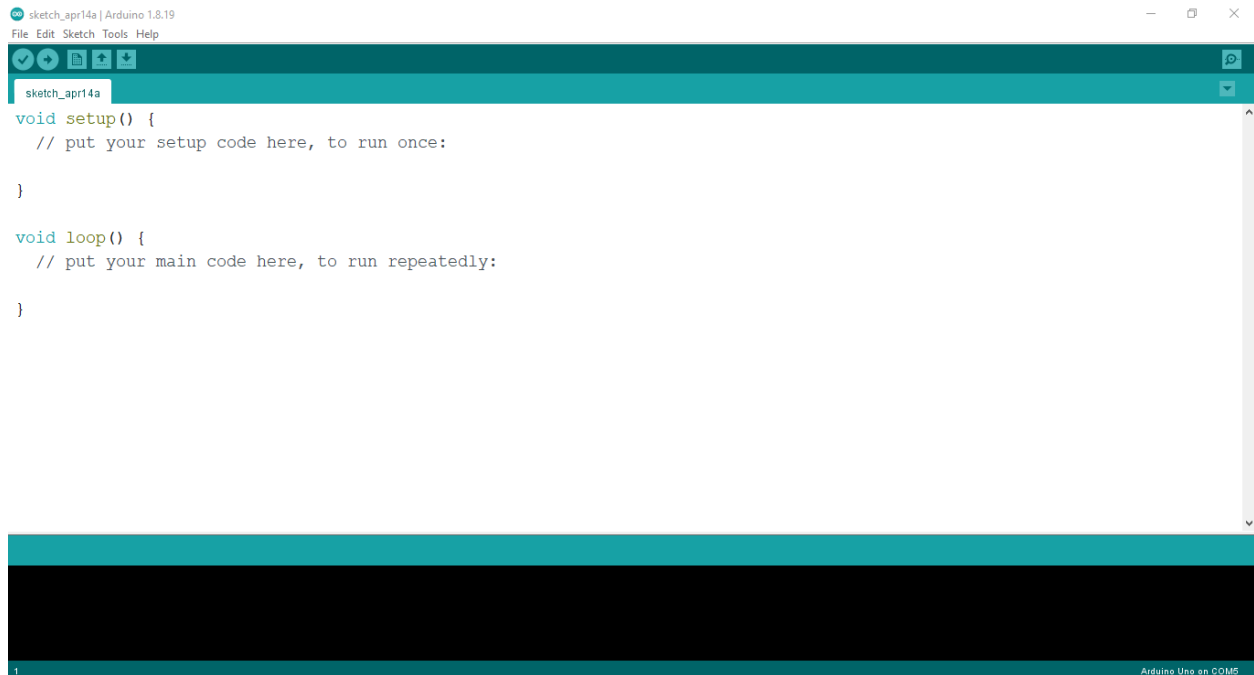 sketch_apr14a | Arduino 1.8.19
File Edit Sketch Tools Help
sketch_apr14a
void setup() {
  // put your setup code here, to run once:
}
void loop() {
  // put your main code here, to run repeatedly:
}
1
Arduino Uno on COM5